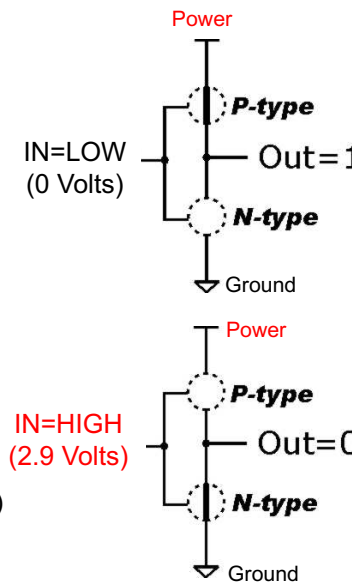 Power
P-type
IN=LOW
(0 Volts)
Out=1
N-type
Ground
Power
P-type
IN=HIGH
(2.9 Volts)
Out=0
)
N-type
Ground